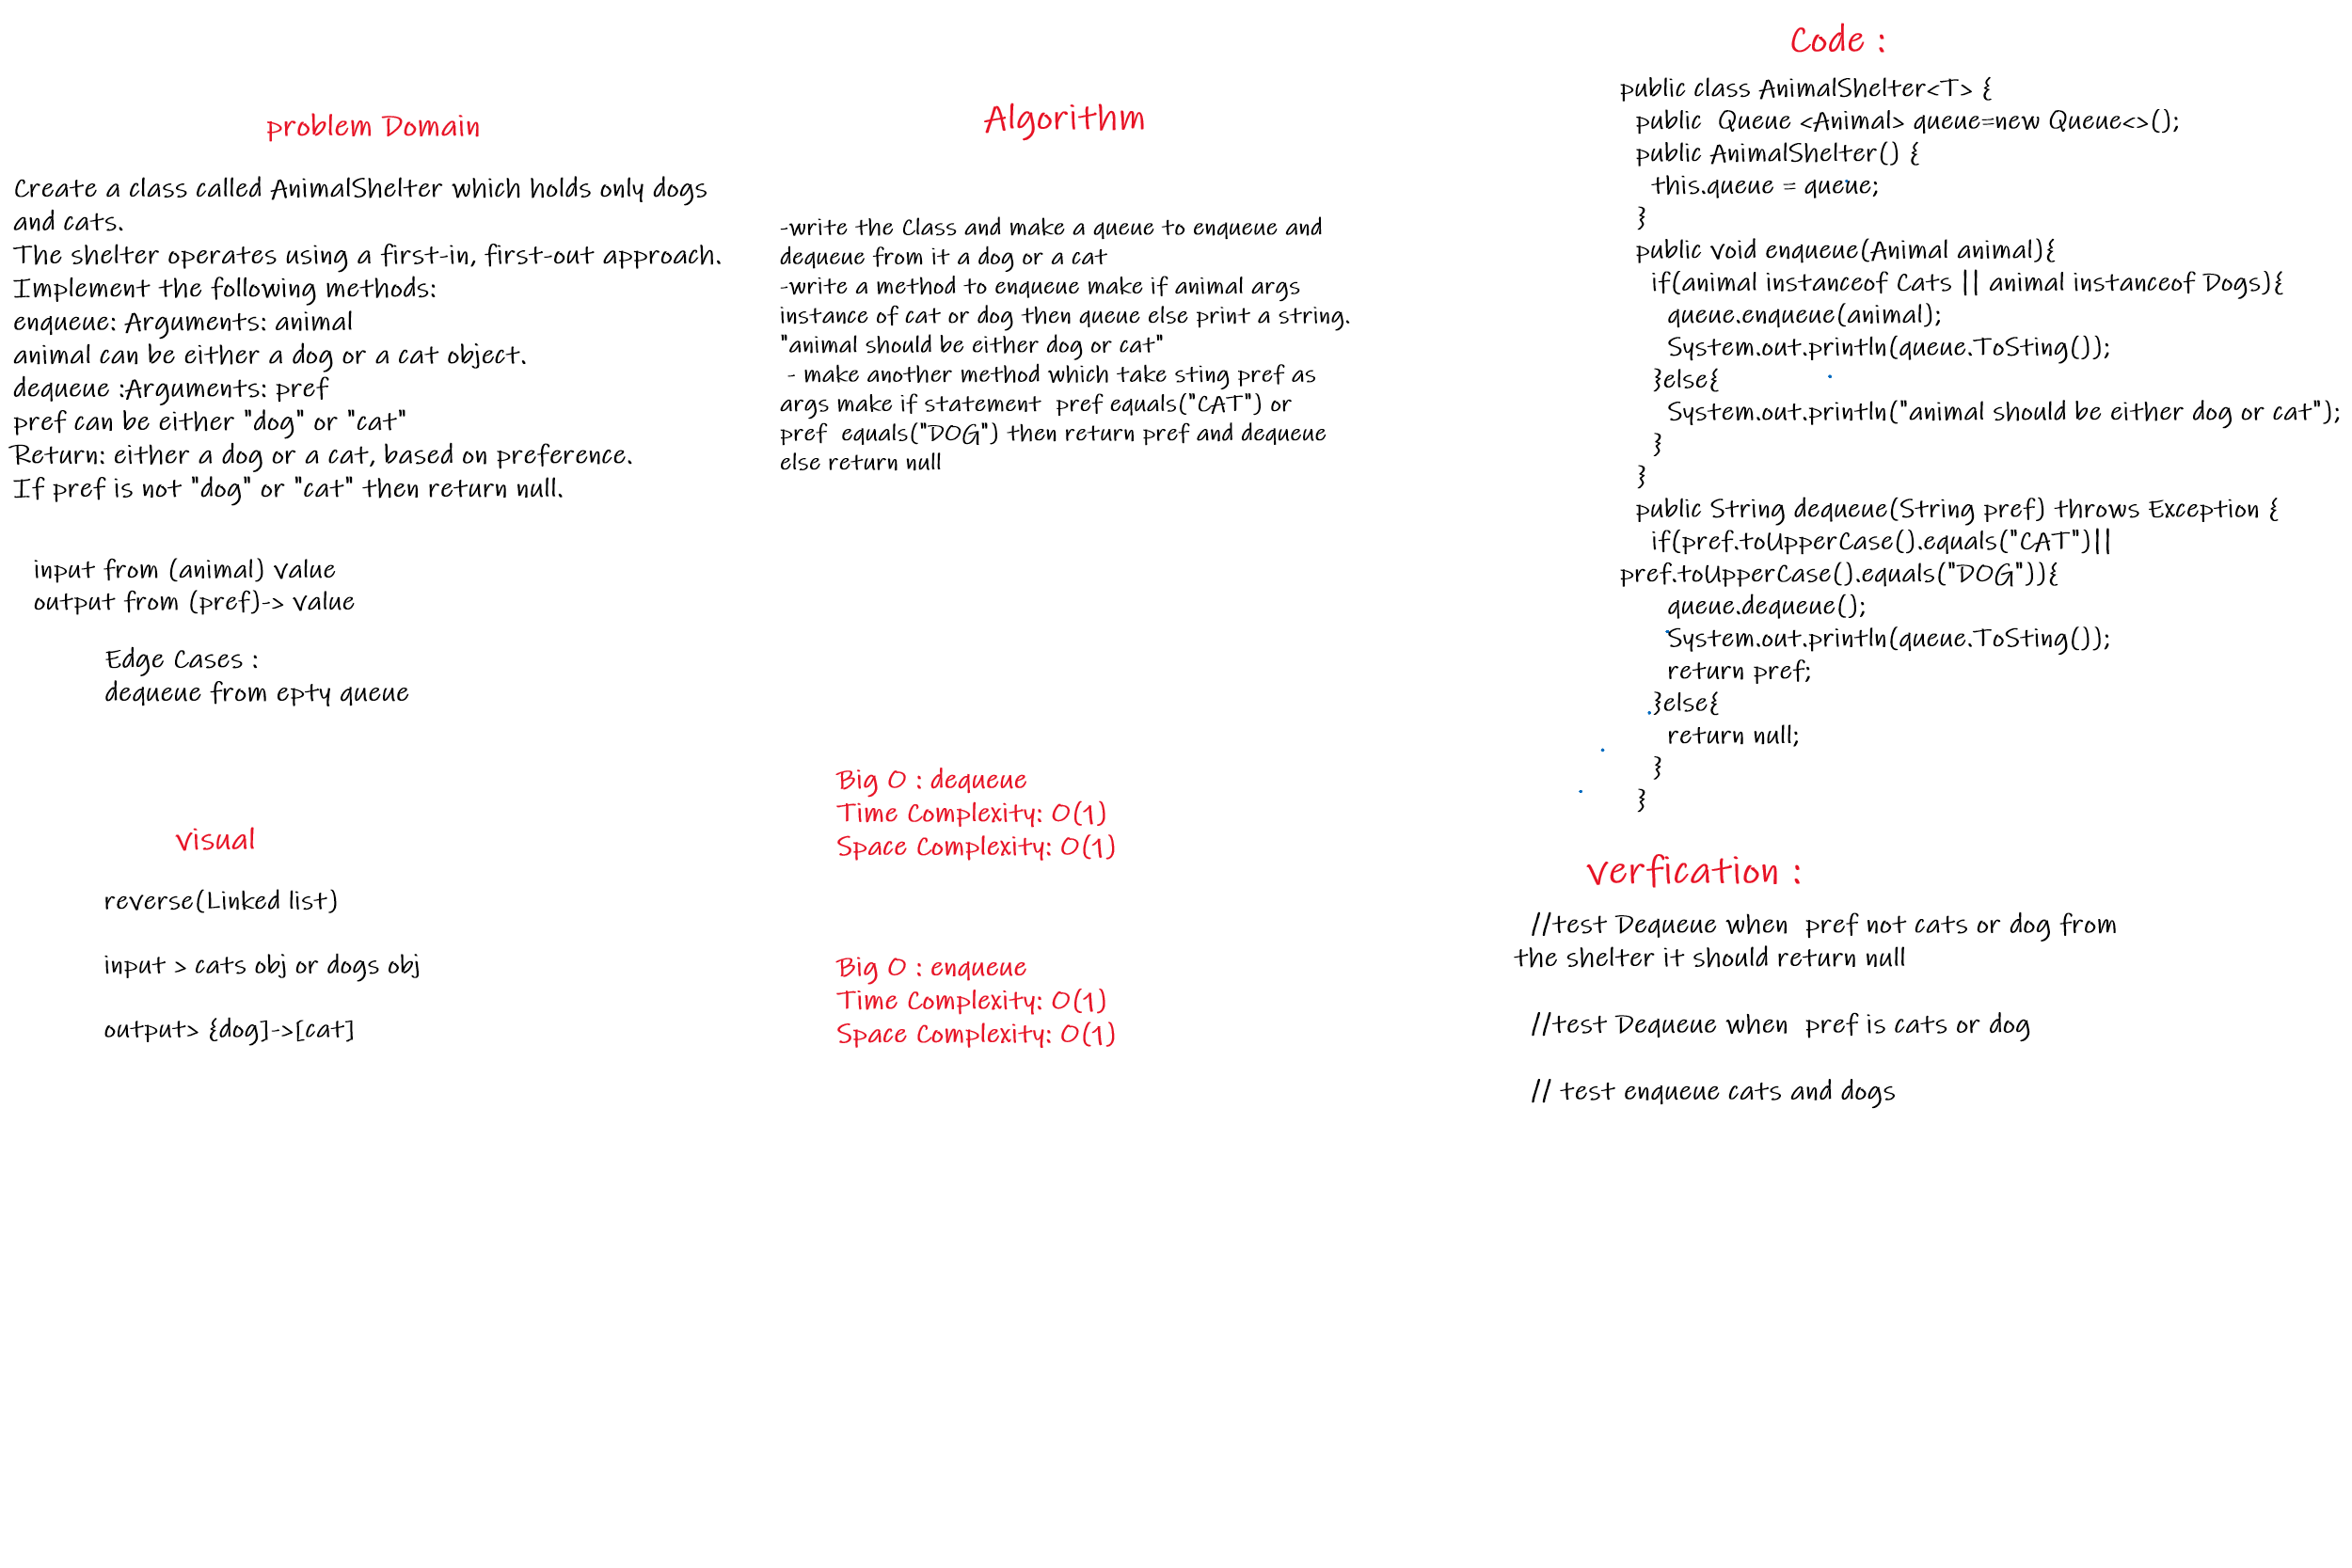 problem Domain
Create a class called AnimalShelter which holds only dogs
and cats.
The shelter operates using a first-in, first-out approach.
Implement the following methods:
enqueue: Arguments: animal
animal can be either a dog or a cat object.
dequeue :Arguments: pref
pref can be either "dog" or "cat"
Return: either a dog or a cat, based on preference.
If pref is not "dog" or "cat" then return null.
input from (animal) value
output from (pref)-> value
Edge Cases :
dequeue from epty queue
visual
reverse(Linked list)
input > cats obj or dogs obj
output> {dog]->[cat]
Algorithm
-write the Class and make a queue to enqueue and
dequeue from it a dog or a cat
-write a method to enqueue make if animal args
instance of cat or dog then queue else print a string.
"animal should be either dog or cat"
- make another method which take sting pref as
args make if statement pref equals("CAT") or
pref equals("DOG") then return pref and dequeue
else return null
Big O : dequeue
Time Complexity: O(1)
Space Complexity: O(1)
Big O : enqueue
Time Complexity: O(1)
Space Complexity: O(1)
Code :
public class AnimalShelter<T> {
public Queue <Animal> queue=new Queue<>();
public AnimalShelter() {
this.queue = queue;
}
public void enqueue(Animal animal){
if(animal instanceof Cats || animal instanceof Dogs){
queue.enqueue(animal);
System.out.println(queue.ToSting());
}else{
System.out.println("animal should be either dog or cat");
}
}
public String dequeue(String pref) throws Exception {
if(pref.toUpperCase().equals("CAT")||
pref.toUpperCase().equals("DOG")){
queue.dequeue();
System.out.println(queue.ToSting());
return pref;
}else{
return null;
}
}
verfication :
//test Dequeue when pref not cats or dog from
the shelter it should return null
//test Dequeue when pref is cats or dog
// test enqueue cats and dogs